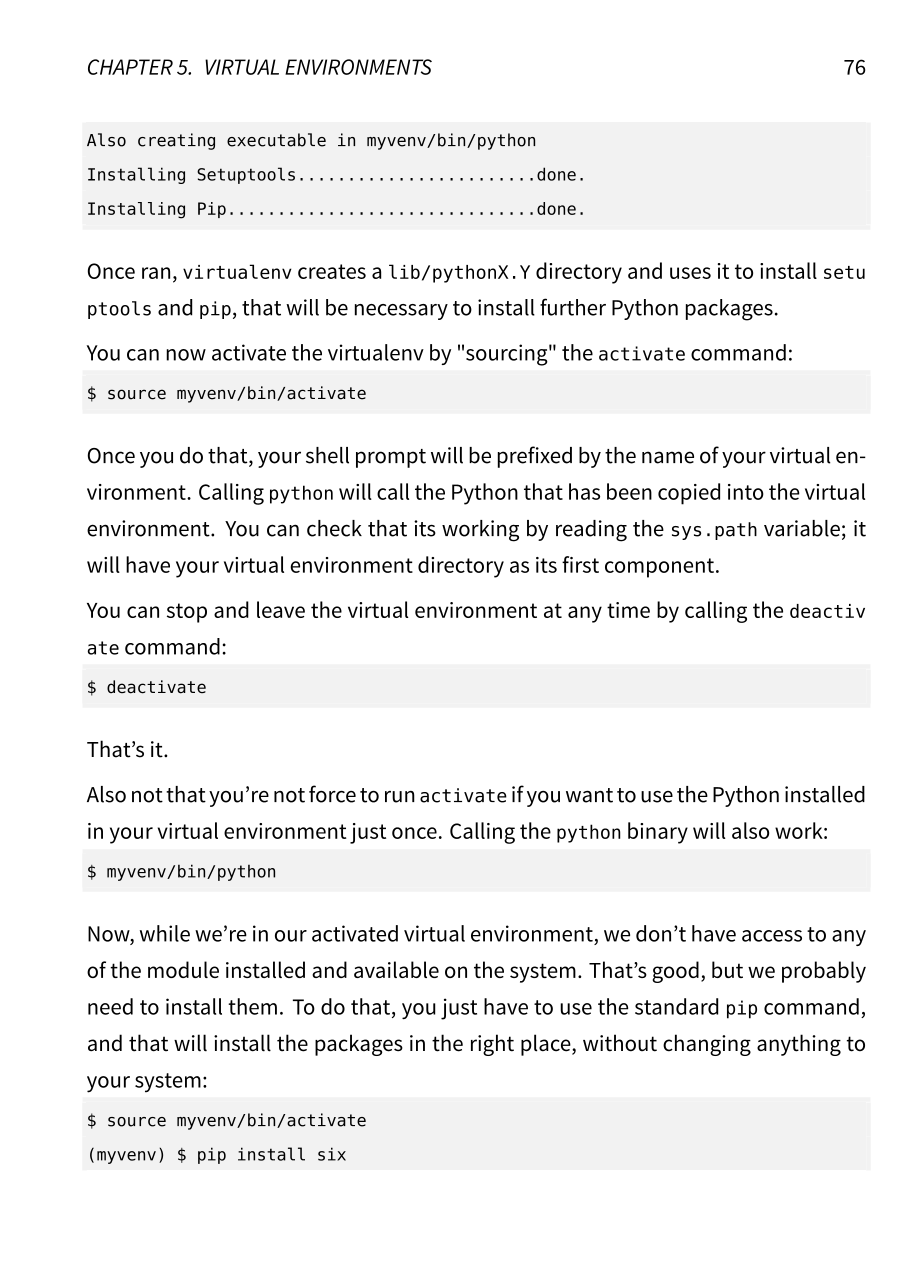 CHAPTER 5. VIRTUAL ENVIRONMENTS 76
Also creating executable in myvenv/bin/python
Installing Setuptools........................done.
Installing Pip...............................done.
Once ran, virtualenv creates a lib/pythonX.Y directory and uses it to install setu
ptools and pip, that will be necessary to install further Python packages.
You can now activate the virtualenv by "sourcing" the activate command:
$ source myvenv/bin/activate
Once you do that, your shell prompt will be prefixed by the name of your virtual en-
vironment. Calling python will call the Python that has been copied into the virtual
environment. You can check that its working by reading the sys.path variable; it
will have your virtual environment directory as its first component.
You can stop and leave the virtual environment at any time by calling the deactiv
ate command:
$ deactivate
That’s it.
Also not that you’re not force to run activate if you want to use the Python installed
in your virtual environment just once. Calling the python binary will also work:
$ myvenv/bin/python
Now, while we’re in our activated virtual environment, we don’t have access to any
of the module installed and available on the system. That’s good, but we probably
need to install them. To do that, you just have to use the standard pip command,
and that will install the packages in the right place, without changing anything to
your system:
$ source myvenv/bin/activate
(myvenv) $ pip install six